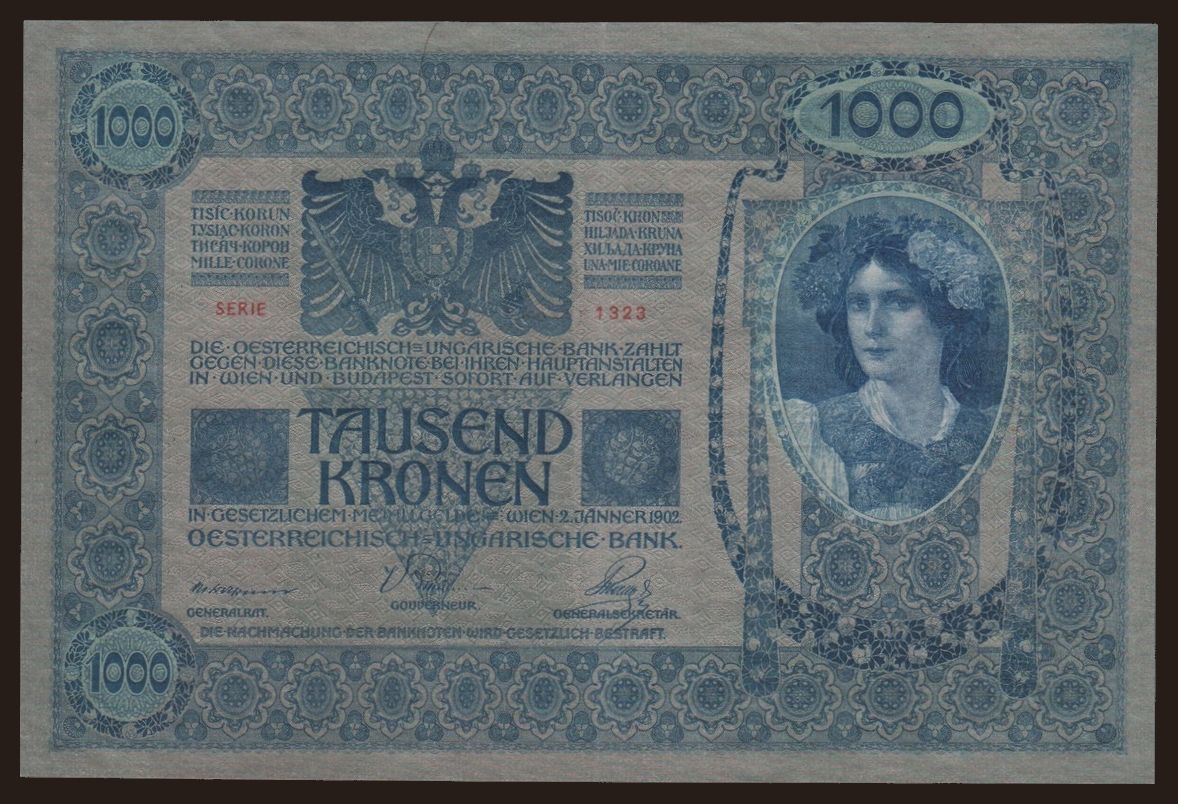 1000
1000
TISÍC·KORUN
TYSIĄC·KORON
ТИСЯЧ·КОРОН
MILLE·CORONE
TISOČ·KRON
HILJADA·KRUNA
ХИЉАДА·КРУНА
UNA·MIE·COROANE
SERIE
1323
DIE·OESTERREICHISCH=UNGARISCHE·BANK·ZAHLT
GEGEN·DIESE·BANKNOTE·BEI·IHREN·HAUPTANSTALTEN
IN·WIEN·UND·BUDAPEST·SOFORT·AUF·VERLANGEN
TAUSEND
KRONEN
IN·GESETZLICHEM·METALLGELDE=WIEN·2.JÄNNER 1902.
OESTERREICHISCH=UNGARISCHE·BANK.
GENERALRAT.
GOUVERNEUR.
GENERALSEKRETÄR.
DIE·NACHMACHUNG·DER·BANKNOTEN·WIRD·GESETZLICH·BESTRAFT.
1000